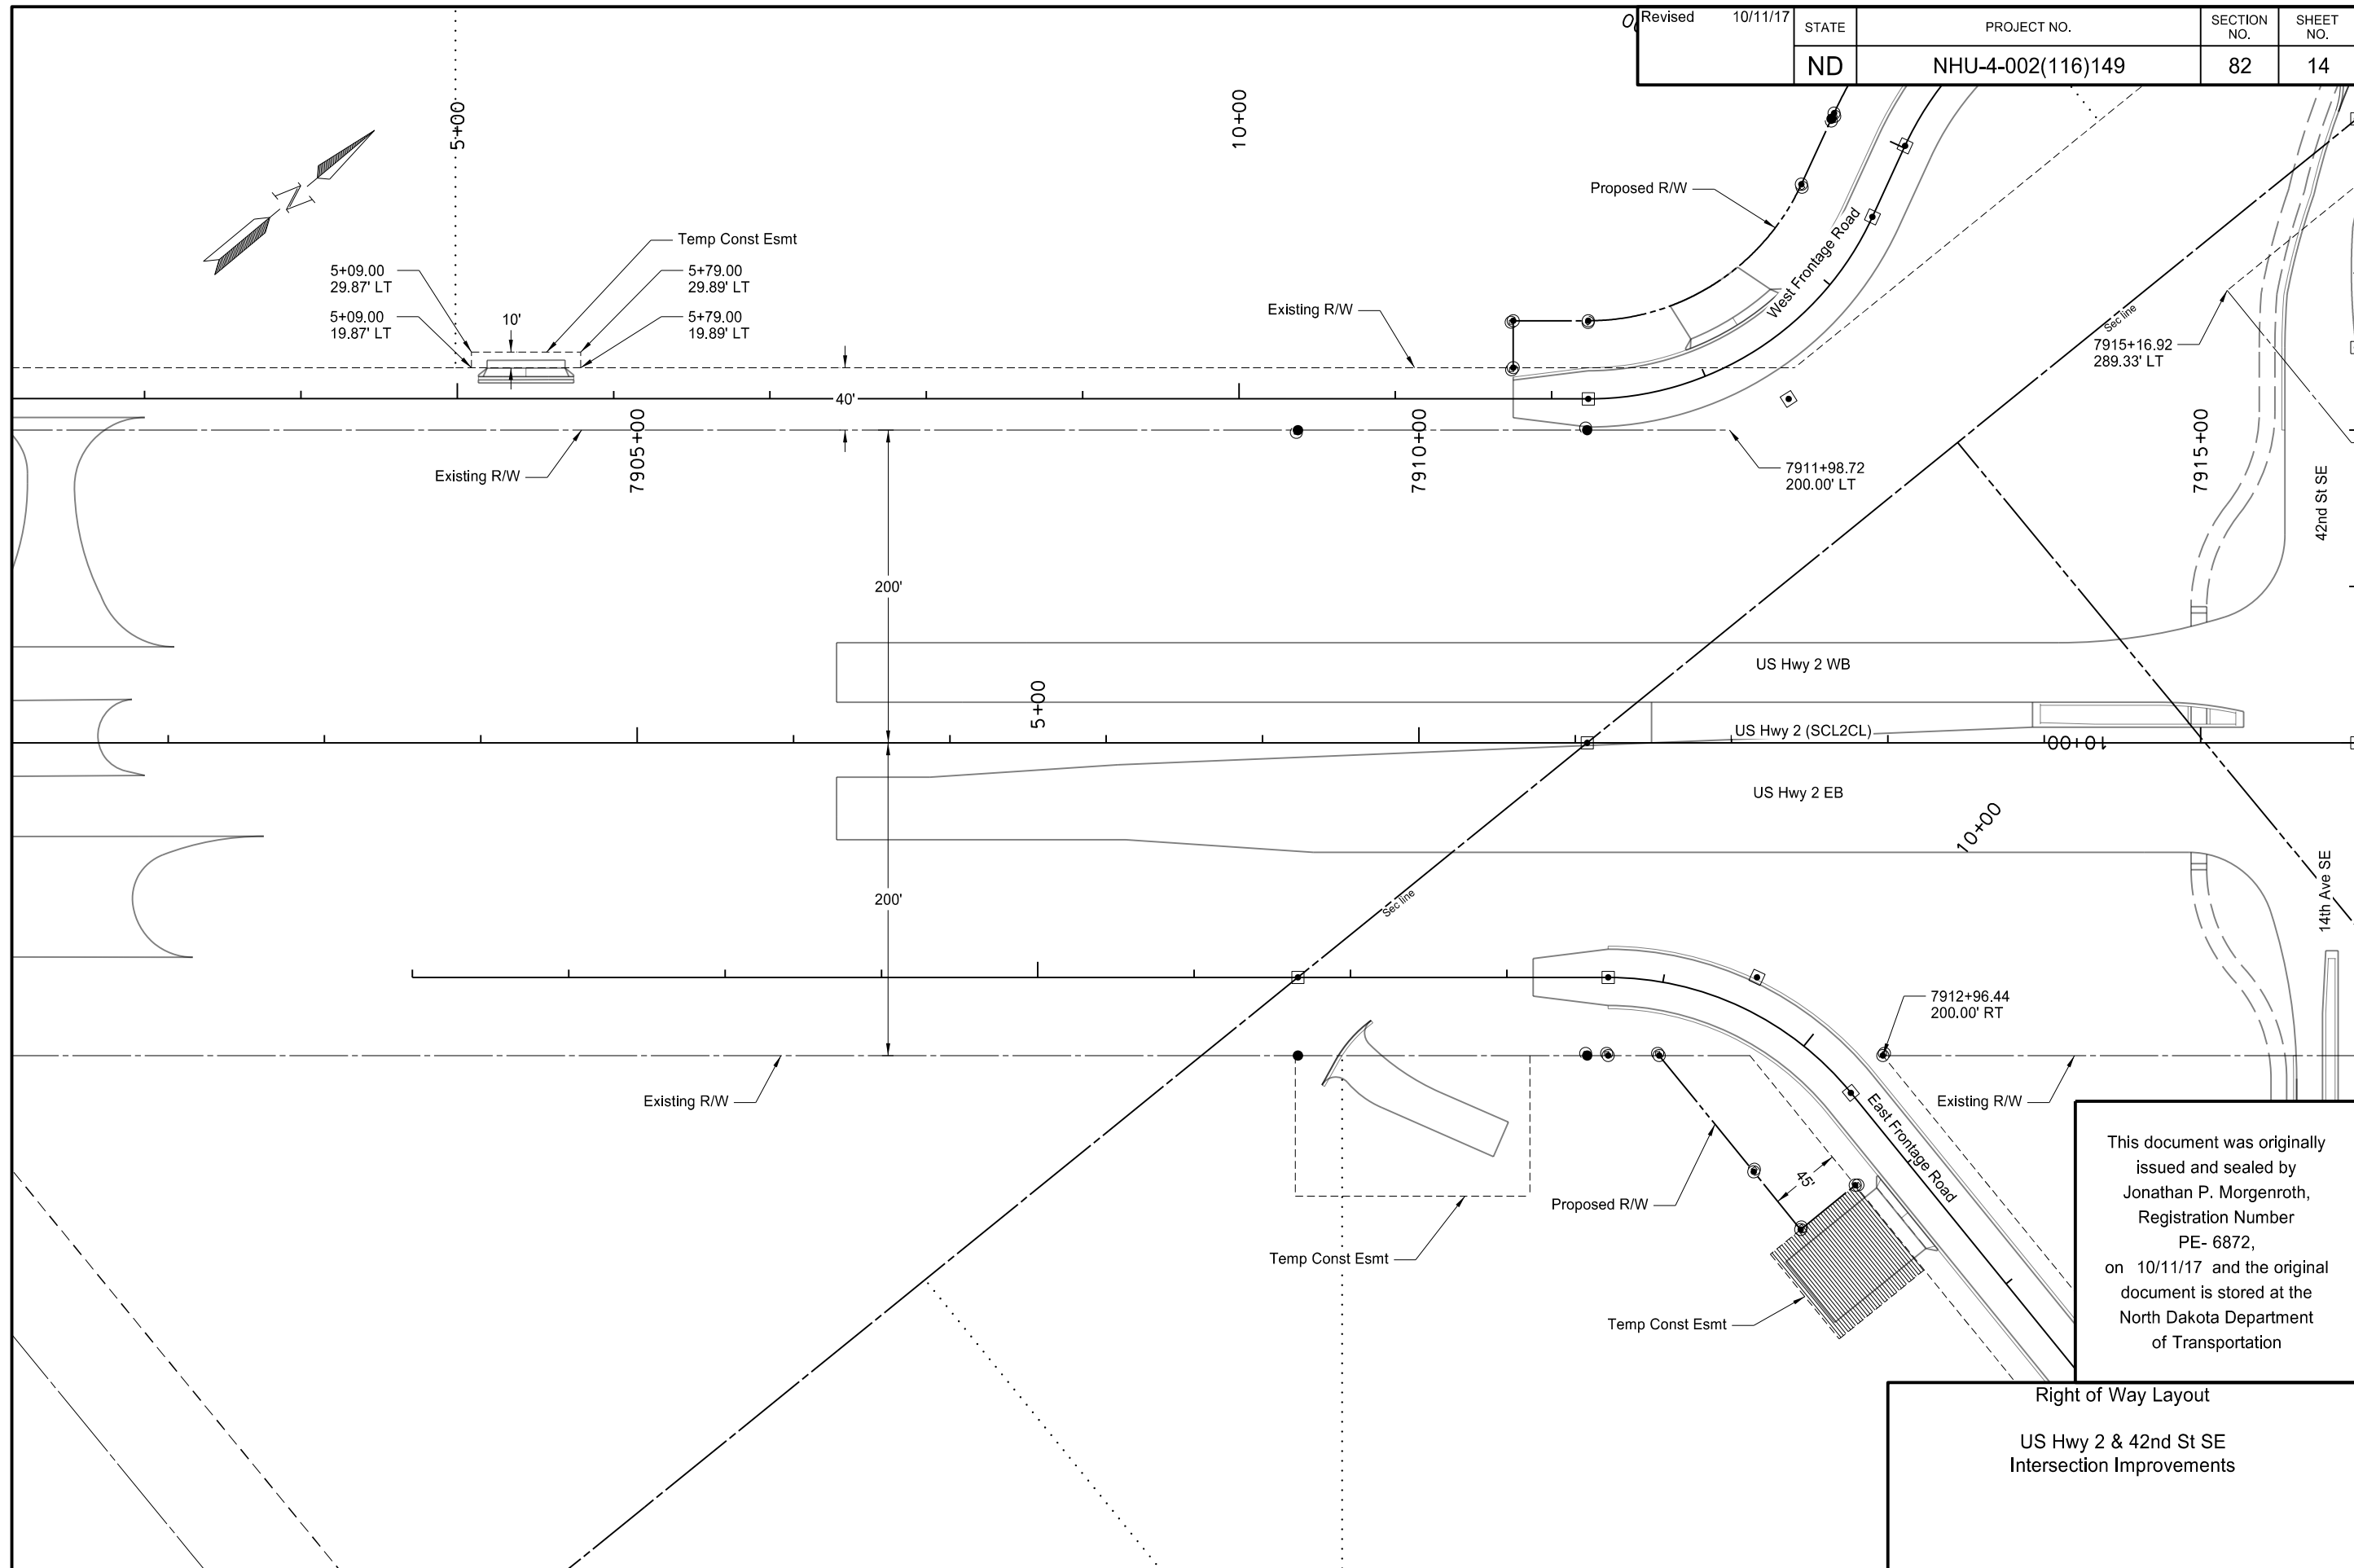 Revised 10/11/17
STATE
PROJECT NO.
SECTION
NO.
SHEET
NO.
ND
NHU-4-002(116)149
82
14
5+00
10+00
N
Proposed R/W
West Frontage Road
Temp Const Esmt
5+09.00
29.87' LT
5+79.00
29.89' LT
5+09.00
19.87' LT
10'
5+79.00
19.89' LT
Existing R/W
Sec line
7915+16.92
289.33' LT
40'
7905+00
7910+00
7915+00
Existing R/W
7911+98.72
200.00' LT
42nd St SE
200'
US Hwy 2 WB
5+00
US Hwy 2 (SCL2CL)
10+00
US Hwy 2 EB
10+00
200'
Sec line
14th Ave SE
7912+96.44
200.00' RT
Existing R/W
Existing R/W
East Frontage Road
45'
Proposed R/W
Temp Const Esmt
Temp Const Esmt
This document was originally
issued and sealed by
Jonathan P. Morgenroth,
Registration Number
PE- 6872,
on 10/11/17 and the original
document is stored at the
North Dakota Department
of Transportation
Right of Way Layout
US Hwy 2 & 42nd St SE
Intersection Improvements